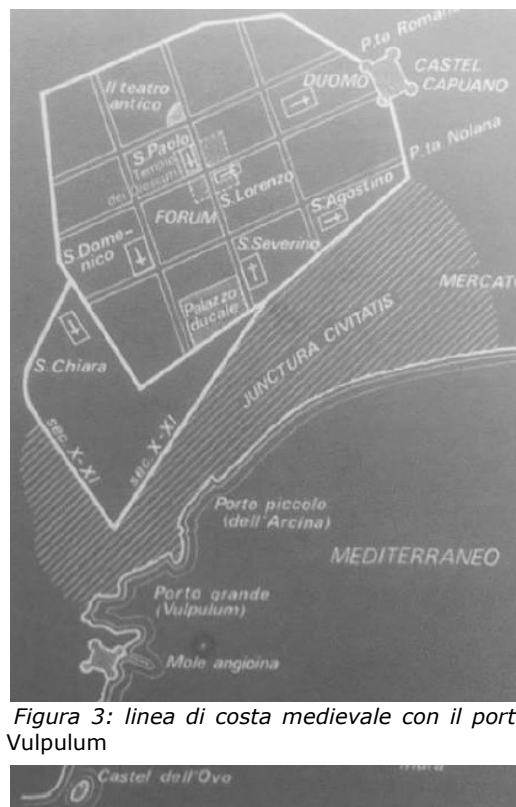 P.ta Romana
CASTEL
CAPUANO
DUOMO
Il teatro
antico
P.ta Nolana
S.Paolo
Tempio
dei Dioscuri
S.Lorenzo
S.Agostino
FORUM
S.Dome-
nico
S.Severino
Palazzo
ducale
MERCATO
JUNCTURA CIVITATIS
S.Chiara
sec. X-XI
sec. X-XI
Porto piccolo
(dell'Arcina)
MEDITERRANEO
Porto grande
(Vulpulum)
Mole angioina
Figura 3: linea di costa medievale con il port
Vulpulum
Castel dell'Ovo